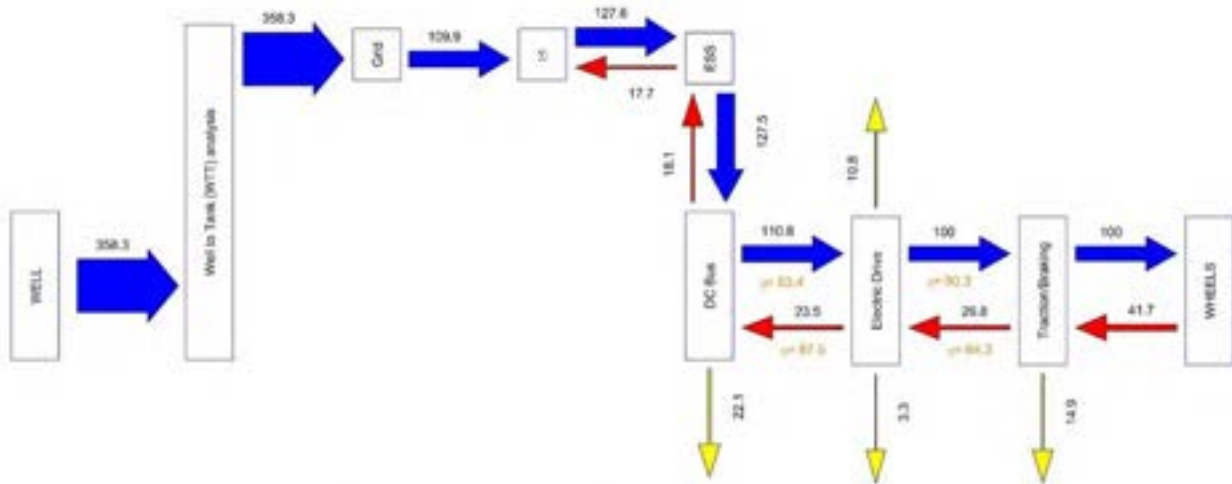 358.3
127.6
Grid
109.9
ESS
17.7
Well to Tank (WTT) analysis
18.1
127.5
10.8
WELL
358.3
DC Bus
110.8
Electric Drive
100
Traction/Braking
100
WHEELS
η= 83.4
η= 90.3
23.5
26.8
41.7
η= 87.5
η= 64.3
22.1
3.3
14.9